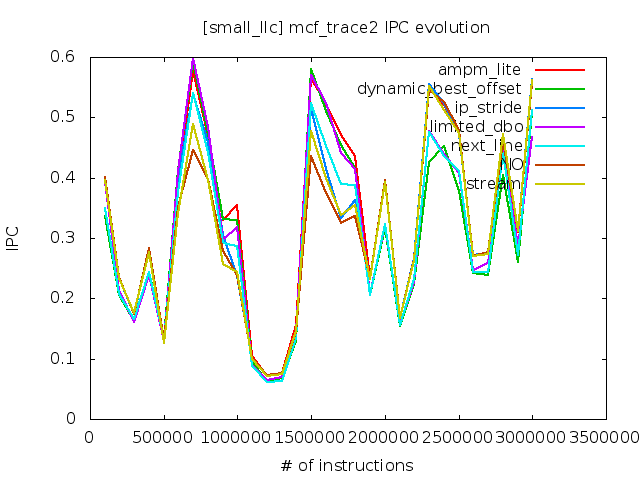 [small_llc] mcf_trace2 IPC evolution
0.6
0.5
0.4
0.3
0.2
0.1
0
IPC
ampm_lite
dynamic_best_offset
ip_stride
limited_dbo
next_line
NO
stream
0 500000 1000000 1500000 2000000 2500000 3000000 3500000
# of instructions